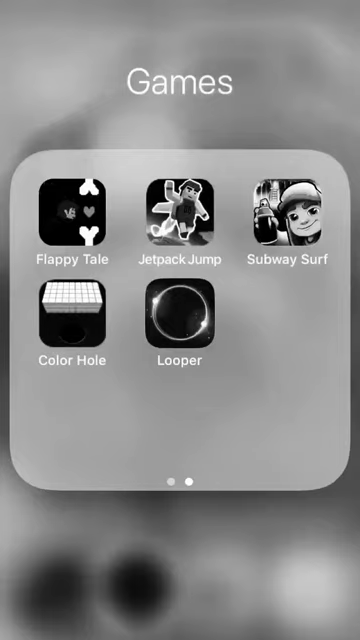 Games
Flappy Tale
Jetpack Jump
Subway Surf
Color Hole
Looper